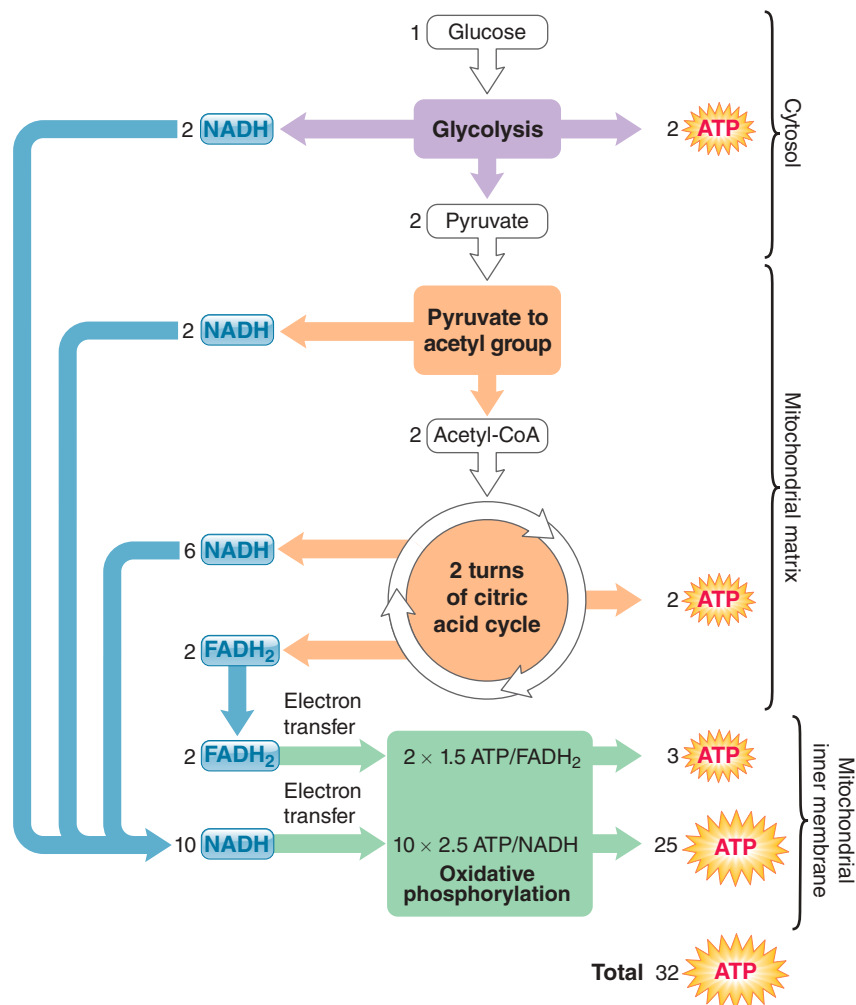 1 Glucose
2 NADH
Glycolysis
2 ATP
Cytosol
2 Pyruvate
2 NADH
Pyruvate to
acetyl group
2 Acetyl-CoA
Mitochondrial matrix
6 NADH
2 turns
of citric
acid cycle
2 ATP
2 FADH₂
Electron
transfer
2 FADH₂
2 × 1.5 ATP/FADH₂
3 ATP
Electron
transfer
10 NADH
10 × 2.5 ATP/NADH
25 ATP
Oxidative
phosphorylation
Mitochondrial
inner membrane
Total 32 ATP